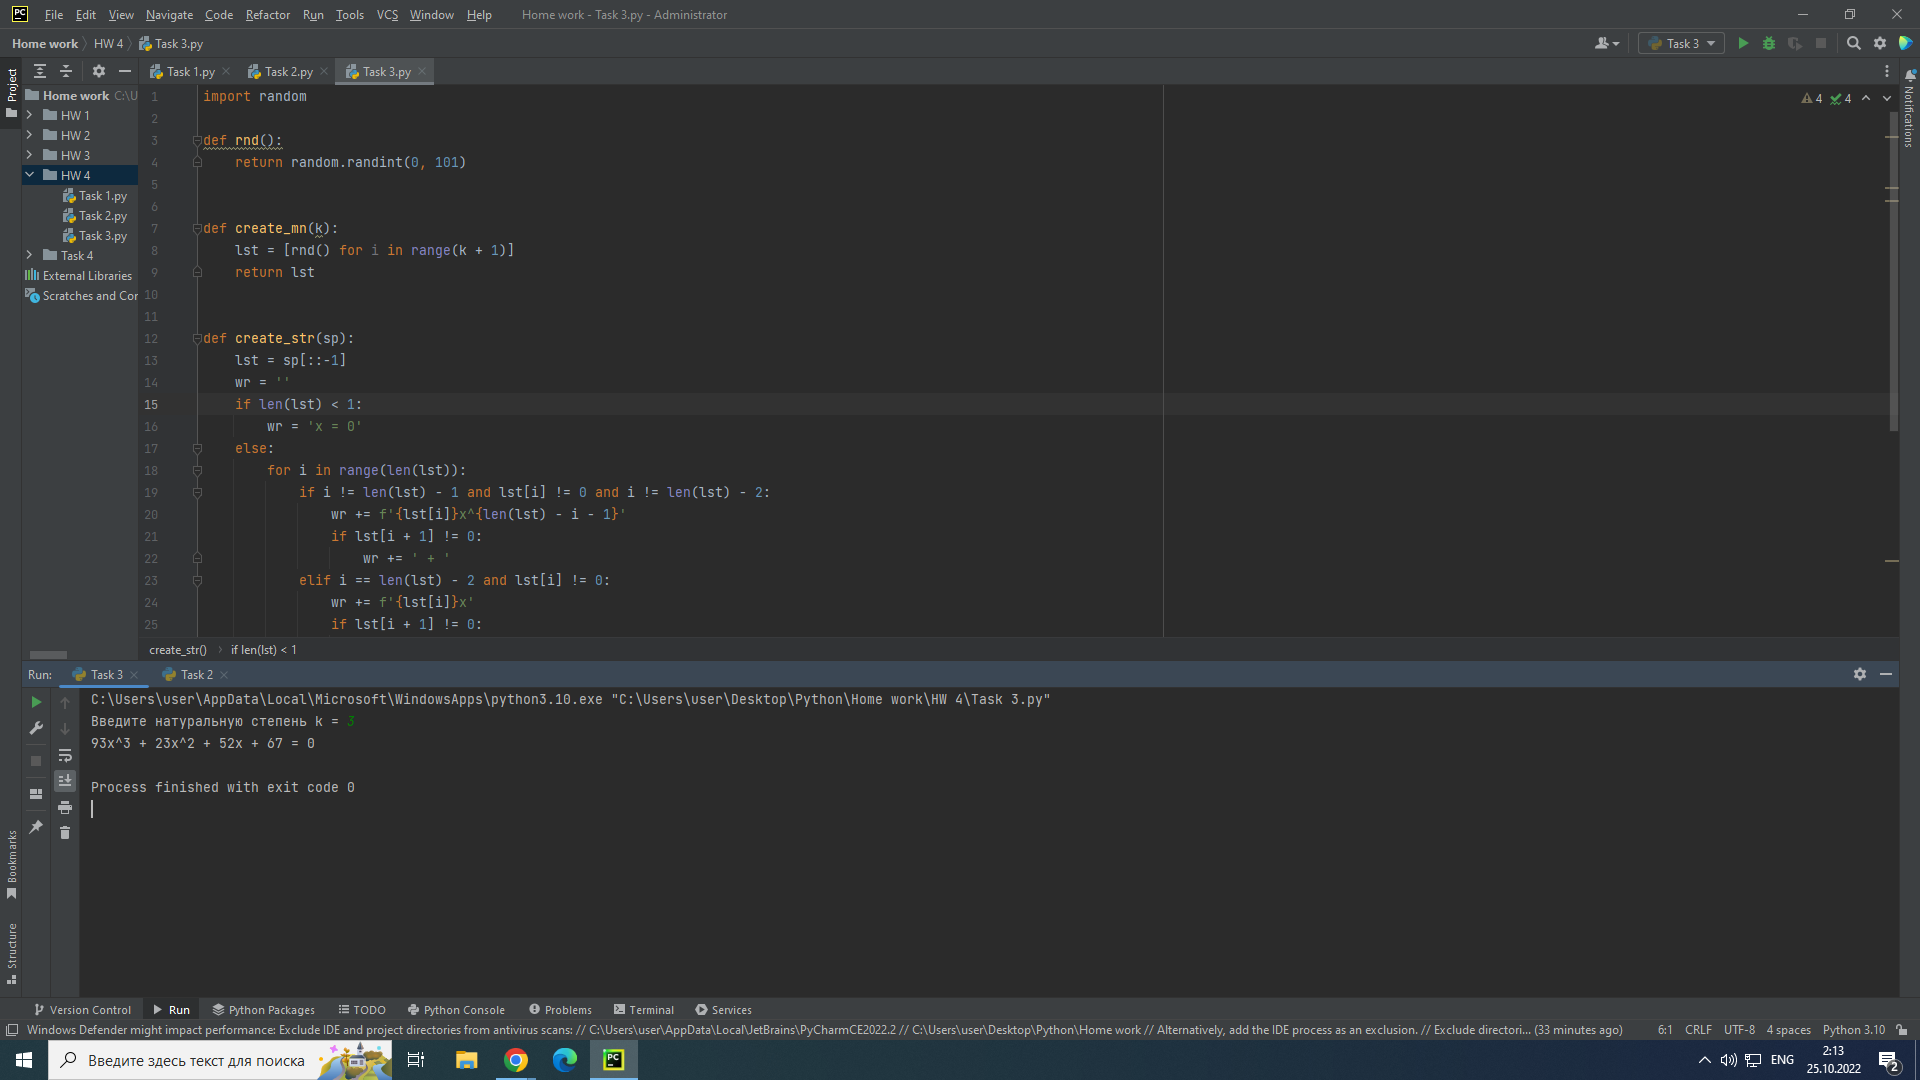 PC File Edit View Navigate Code Refactor Run Tools VCS Window Help Home work - Task 3.py - Administrator
Home work HW 4 Task 3.py Task 3
Project
Task 1.py Task 2.py Task 3.py
Notifications
Home work C:\U
HW 1
HW 2
HW 3
HW 4
Task 1.py
Task 2.py
Task 3.py
Task 4
External Libraries
Scratches and Cor
4 4
1 import random
2
3 def rnd():
4 return random.randint(0, 101)
5
6
7 def create_mn(k):
8 lst = [rnd() for i in range(k + 1)]
9 return lst
10
11
12 def create_str(sp):
13 lst = sp[::-1]
14 wr = ''
15 if len(lst) < 1:
16 wr = 'x = 0'
17 else:
18 for i in range(len(lst)):
19 if i != len(lst) - 1 and lst[i] != 0 and i != len(lst) - 2:
20 wr += f'{lst[i]}x^{len(lst) - i - 1}'
21 if lst[i + 1] != 0:
22 wr += ' + '
23 elif i == len(lst) - 2 and lst[i] != 0:
24 wr += f'{lst[i]}x'
25 if lst[i + 1] != 0:
create_str() if len(lst) < 1
Run: Task 3 Task 2
C:\Users\user\AppData\Local\Microsoft\WindowsApps\python3.10.exe "C:\Users\user\Desktop\Python\Home work\HW 4\Task 3.py"
Введите натуральную степень k = 3
93x^3 + 23x^2 + 52x + 67 = 0
Process finished with exit code 0
Bookmarks
Structure
Version Control Run Python Packages TODO Python Console Problems Terminal Services
Windows Defender might impact performance: Exclude IDE and project directories from antivirus scans: // C:\Users\user\AppData\Local\JetBrains\PyCharmCE2022.2 // C:\Users\user\Desktop\Python\Home work // Alternatively, add the IDE process as an exclusion. // Exclude directori... (33 minutes ago) 6:1 CRLF UTF-8 4 spaces Python 3.10
Введите здесь текст для поиска PC ENG 2:13
25.10.2022 2